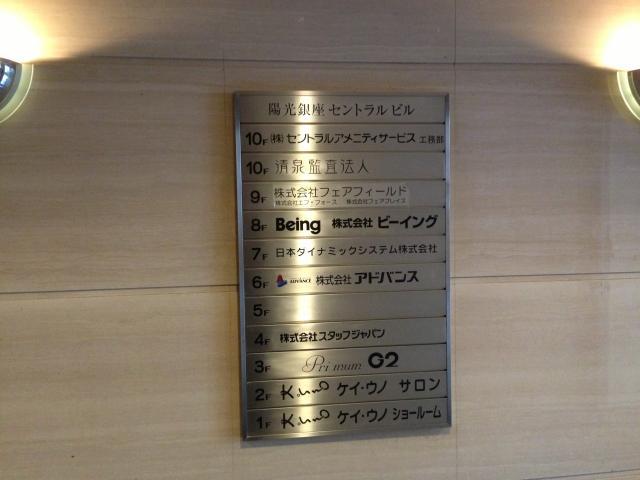 陽光銀座セントラルビル
10F ㈱セントラルアメニティサービス 工務部
10F 清泉監査法人
9F 株式会社フェアフィールド
株式会社エフ・フォース 株式会社フェアプレイス
8F Being 株式会社 ビーイング
7F 日本ダイナミックシステム株式会社
6F ADVANCE 株式会社 アドバンス
5F
4F 株式会社スタッフジャパン
3F Primum G2
2F ケイ・ウノ サロン
1F ケイ・ウノ ショールーム